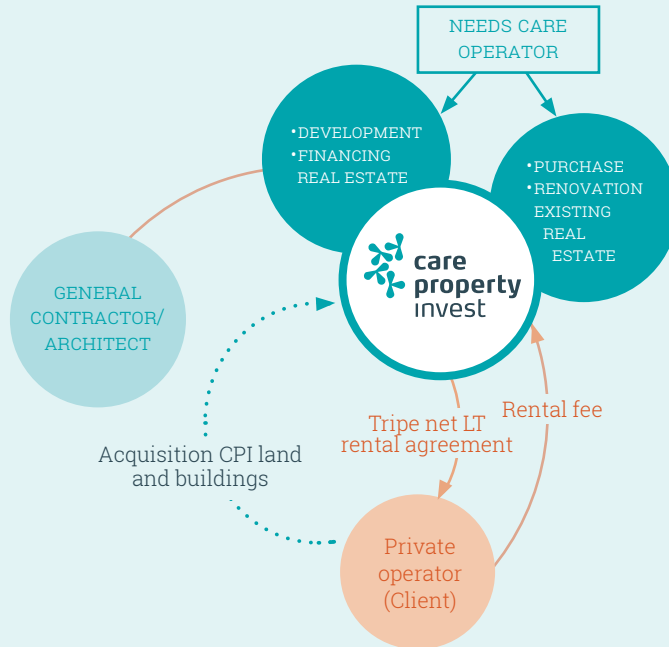 NEEDS CARE
OPERATOR
•DEVELOPMENT
•FINANCING
REAL ESTATE
•PURCHASE
•RENOVATION
EXISTING
REAL
ESTATE
care
property
invest
GENERAL
CONTRACTOR/
ARCHITECT
Tripe net LT
rental agreement
Rental fee
Acquisition CPI land
and buildings
Private
operator
(Client)